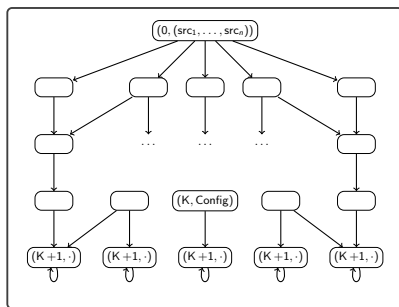 (0, (src₁, . . . , srcₙ))
... ... ...
(K, Config)
(K +1, ·) (K +1, ·) (K +1, ·) (K +1, ·) (K +1, ·)